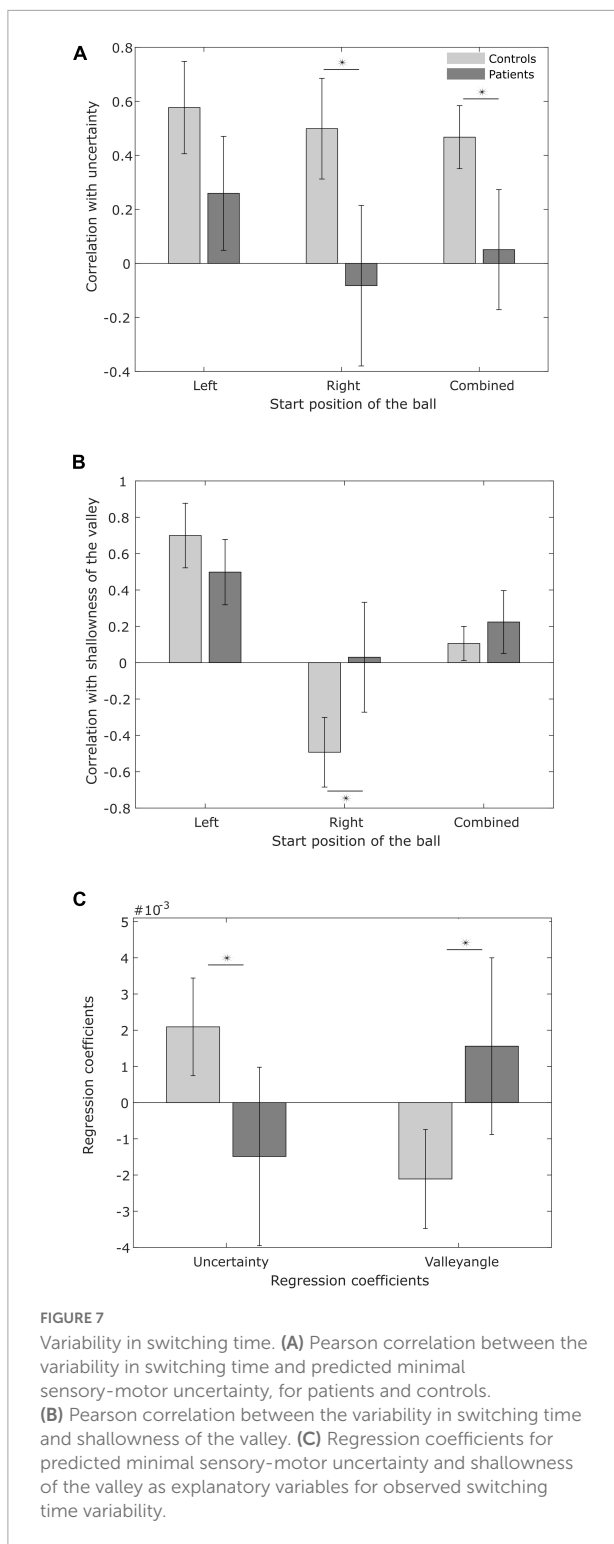 A
0.8
0.6
0.4
0.2
0
-0.2
-0.4
Correlation with uncertainty
Controls
Patients
*
*
Left Right Combined
Start position of the ball
B
1
0.8
0.6
0.4
0.2
0
-0.2
-0.4
-0.6
-0.8
Correlation with shallowness of the valley
*
Left Right Combined
Start position of the ball
C
#10-3
5
4
3
2
1
0
-1
-2
-3
-4
Regression coefficients
*
*
Uncertainty Valleyangle
Regression coefficients
FIGURE 7
Variability in switching time. (A) Pearson correlation between the
variability in switching time and predicted minimal
sensory-motor uncertainty, for patients and controls.
(B) Pearson correlation between the variability in switching time
and shallowness of the valley. (C) Regression coefficients for
predicted minimal sensory-motor uncertainty and shallowness
of the valley as explanatory variables for observed switching
time variability.